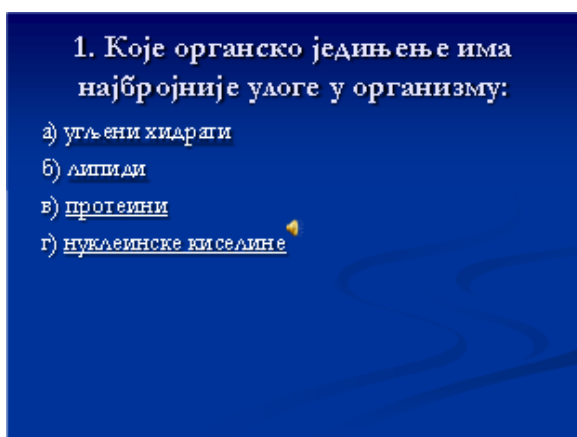 1. Које органско једињење има
најбројније улоге у организму:
а) угљени хидрати
б) липиди
в) протеини
г) нуклеинске киселине